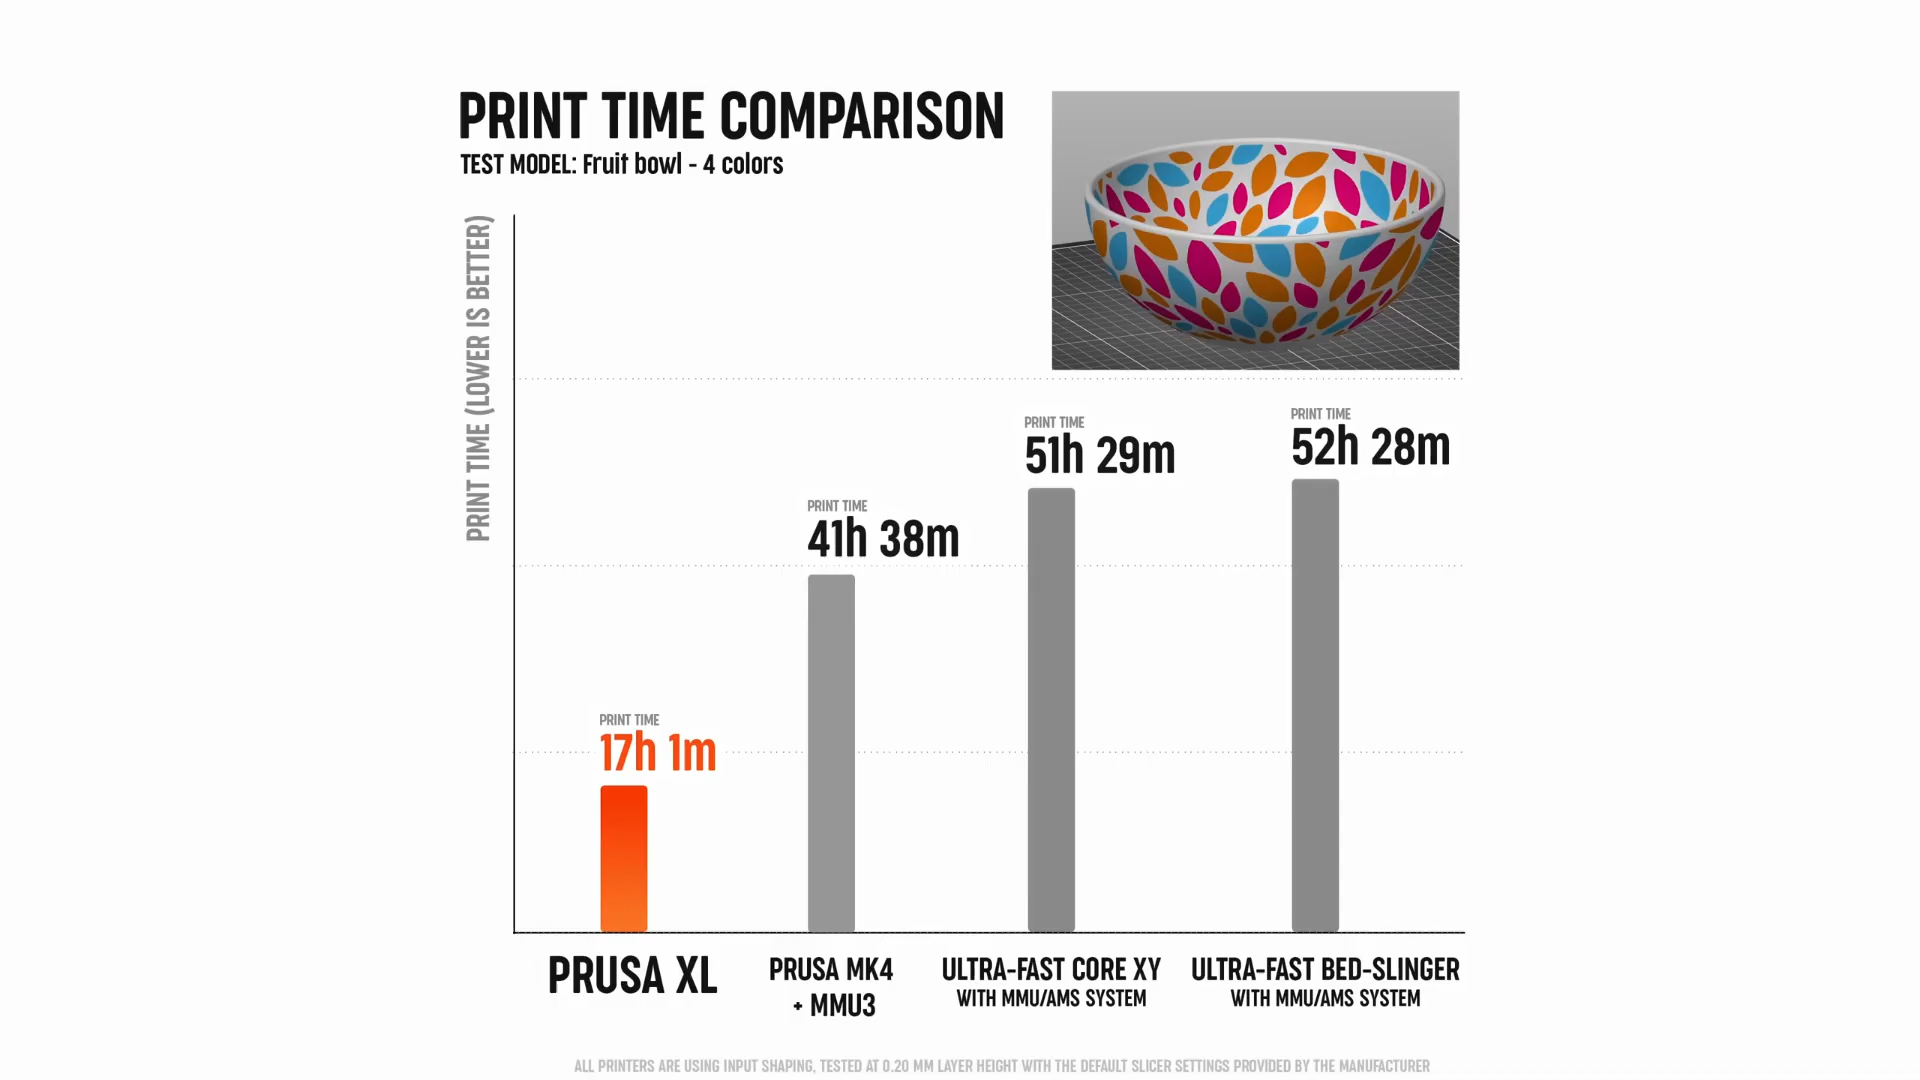 PRINT TIME COMPARISON
TEST MODEL: Fruit bowl - 4 colors
PRINT TIME (LOWER IS BETTER)
PRINT TIME
17h 1m
PRINT TIME
41h 38m
PRINT TIME
51h 29m
PRINT TIME
52h 28m
PRUSA XL
PRUSA MK4
+ MMU3
ULTRA-FAST CORE XY
WITH MMU/AMS SYSTEM
ULTRA-FAST BED-SLINGER
WITH MMU/AMS SYSTEM
ALL PRINTERS ARE USING INPUT SHAPING, TESTED AT 0.20 MM LAYER HEIGHT WITH THE DEFAULT SLICER SETTINGS PROVIDED BY THE MANUFACTURER